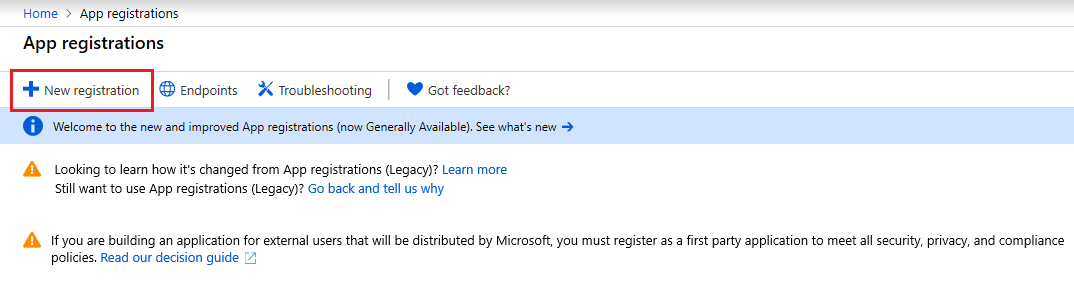 Home > App registrations
App registrations
New registration Endpoints Troubleshooting Got feedback?
Welcome to the new and improved App registrations (now Generally Available). See what's new →
Looking to learn how it's changed from App registrations (Legacy)? Learn more
Still want to use App registrations (Legacy)? Go back and tell us why
If you are building an application for external users that will be distributed by Microsoft, you must register as a first party application to meet all security, privacy, and compliance
policies. Read our decision guide